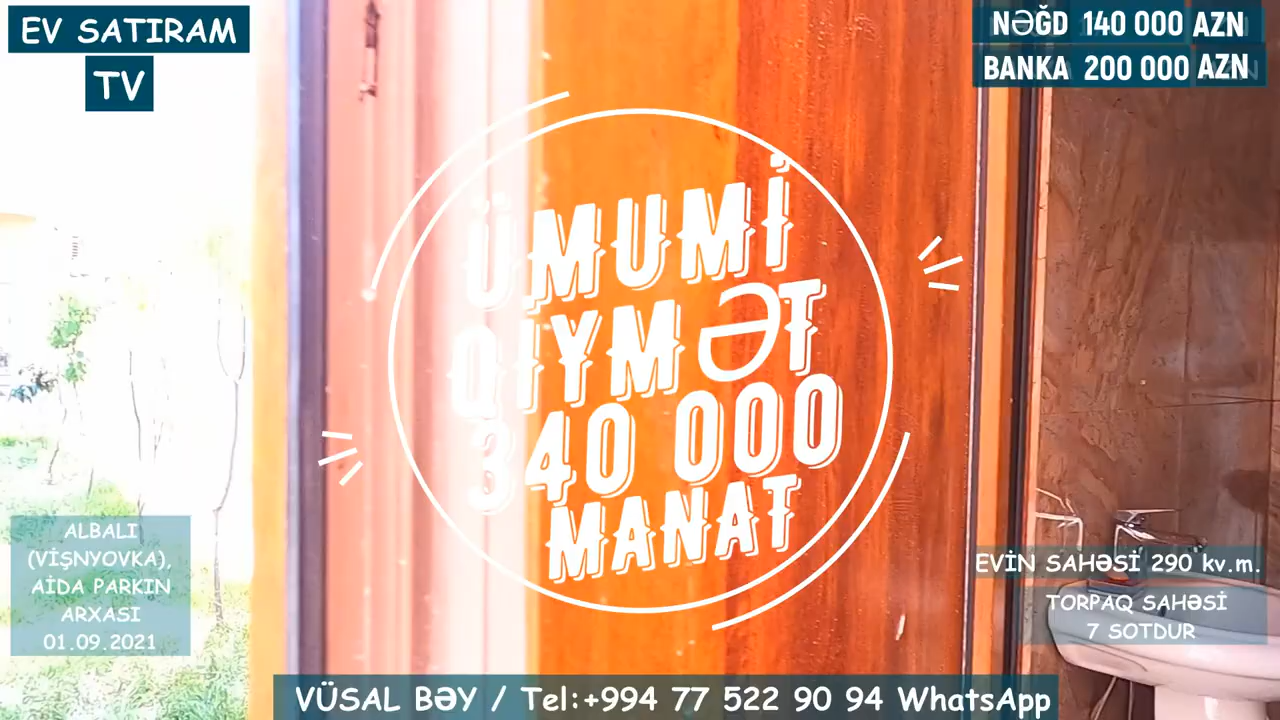 EV SATIRAM
TV
NƏĞD 140 000 AZN
BANKA 200 000 AZN
ÜMUMİ
QIYMƏT
340 000
MANAT
ALBALI
(VİŞNYOVKA),
AİDA PARKIN
ARXASI
01.09.2021
EVİN SAHƏSİ 290 kv.m.
TORPAQ SAHƏSİ
7 SOTDUR
VÜSAL BƏY / Tel:+994 77 522 90 94 WhatsApp